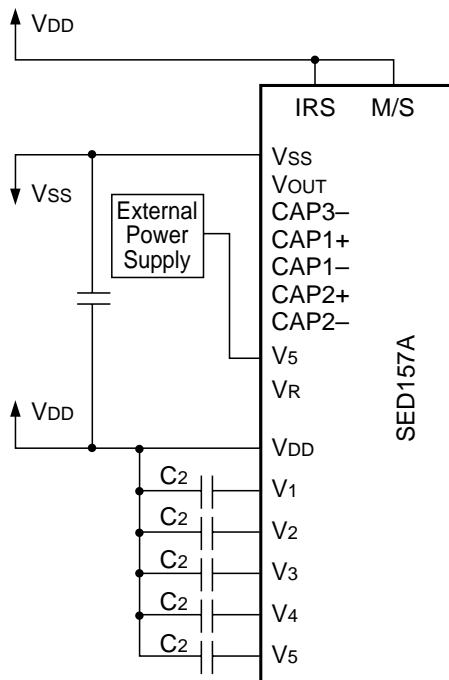 VDD
IRS M/S
VSS
VSS
VOUT
External
Power
Supply
CAP3–
CAP1+
CAP1–
CAP2+
CAP2–
V5
VR
SED157A
VDD
VDD
C2
V1
C2
V2
C2
V3
C2
V4
C2
V5